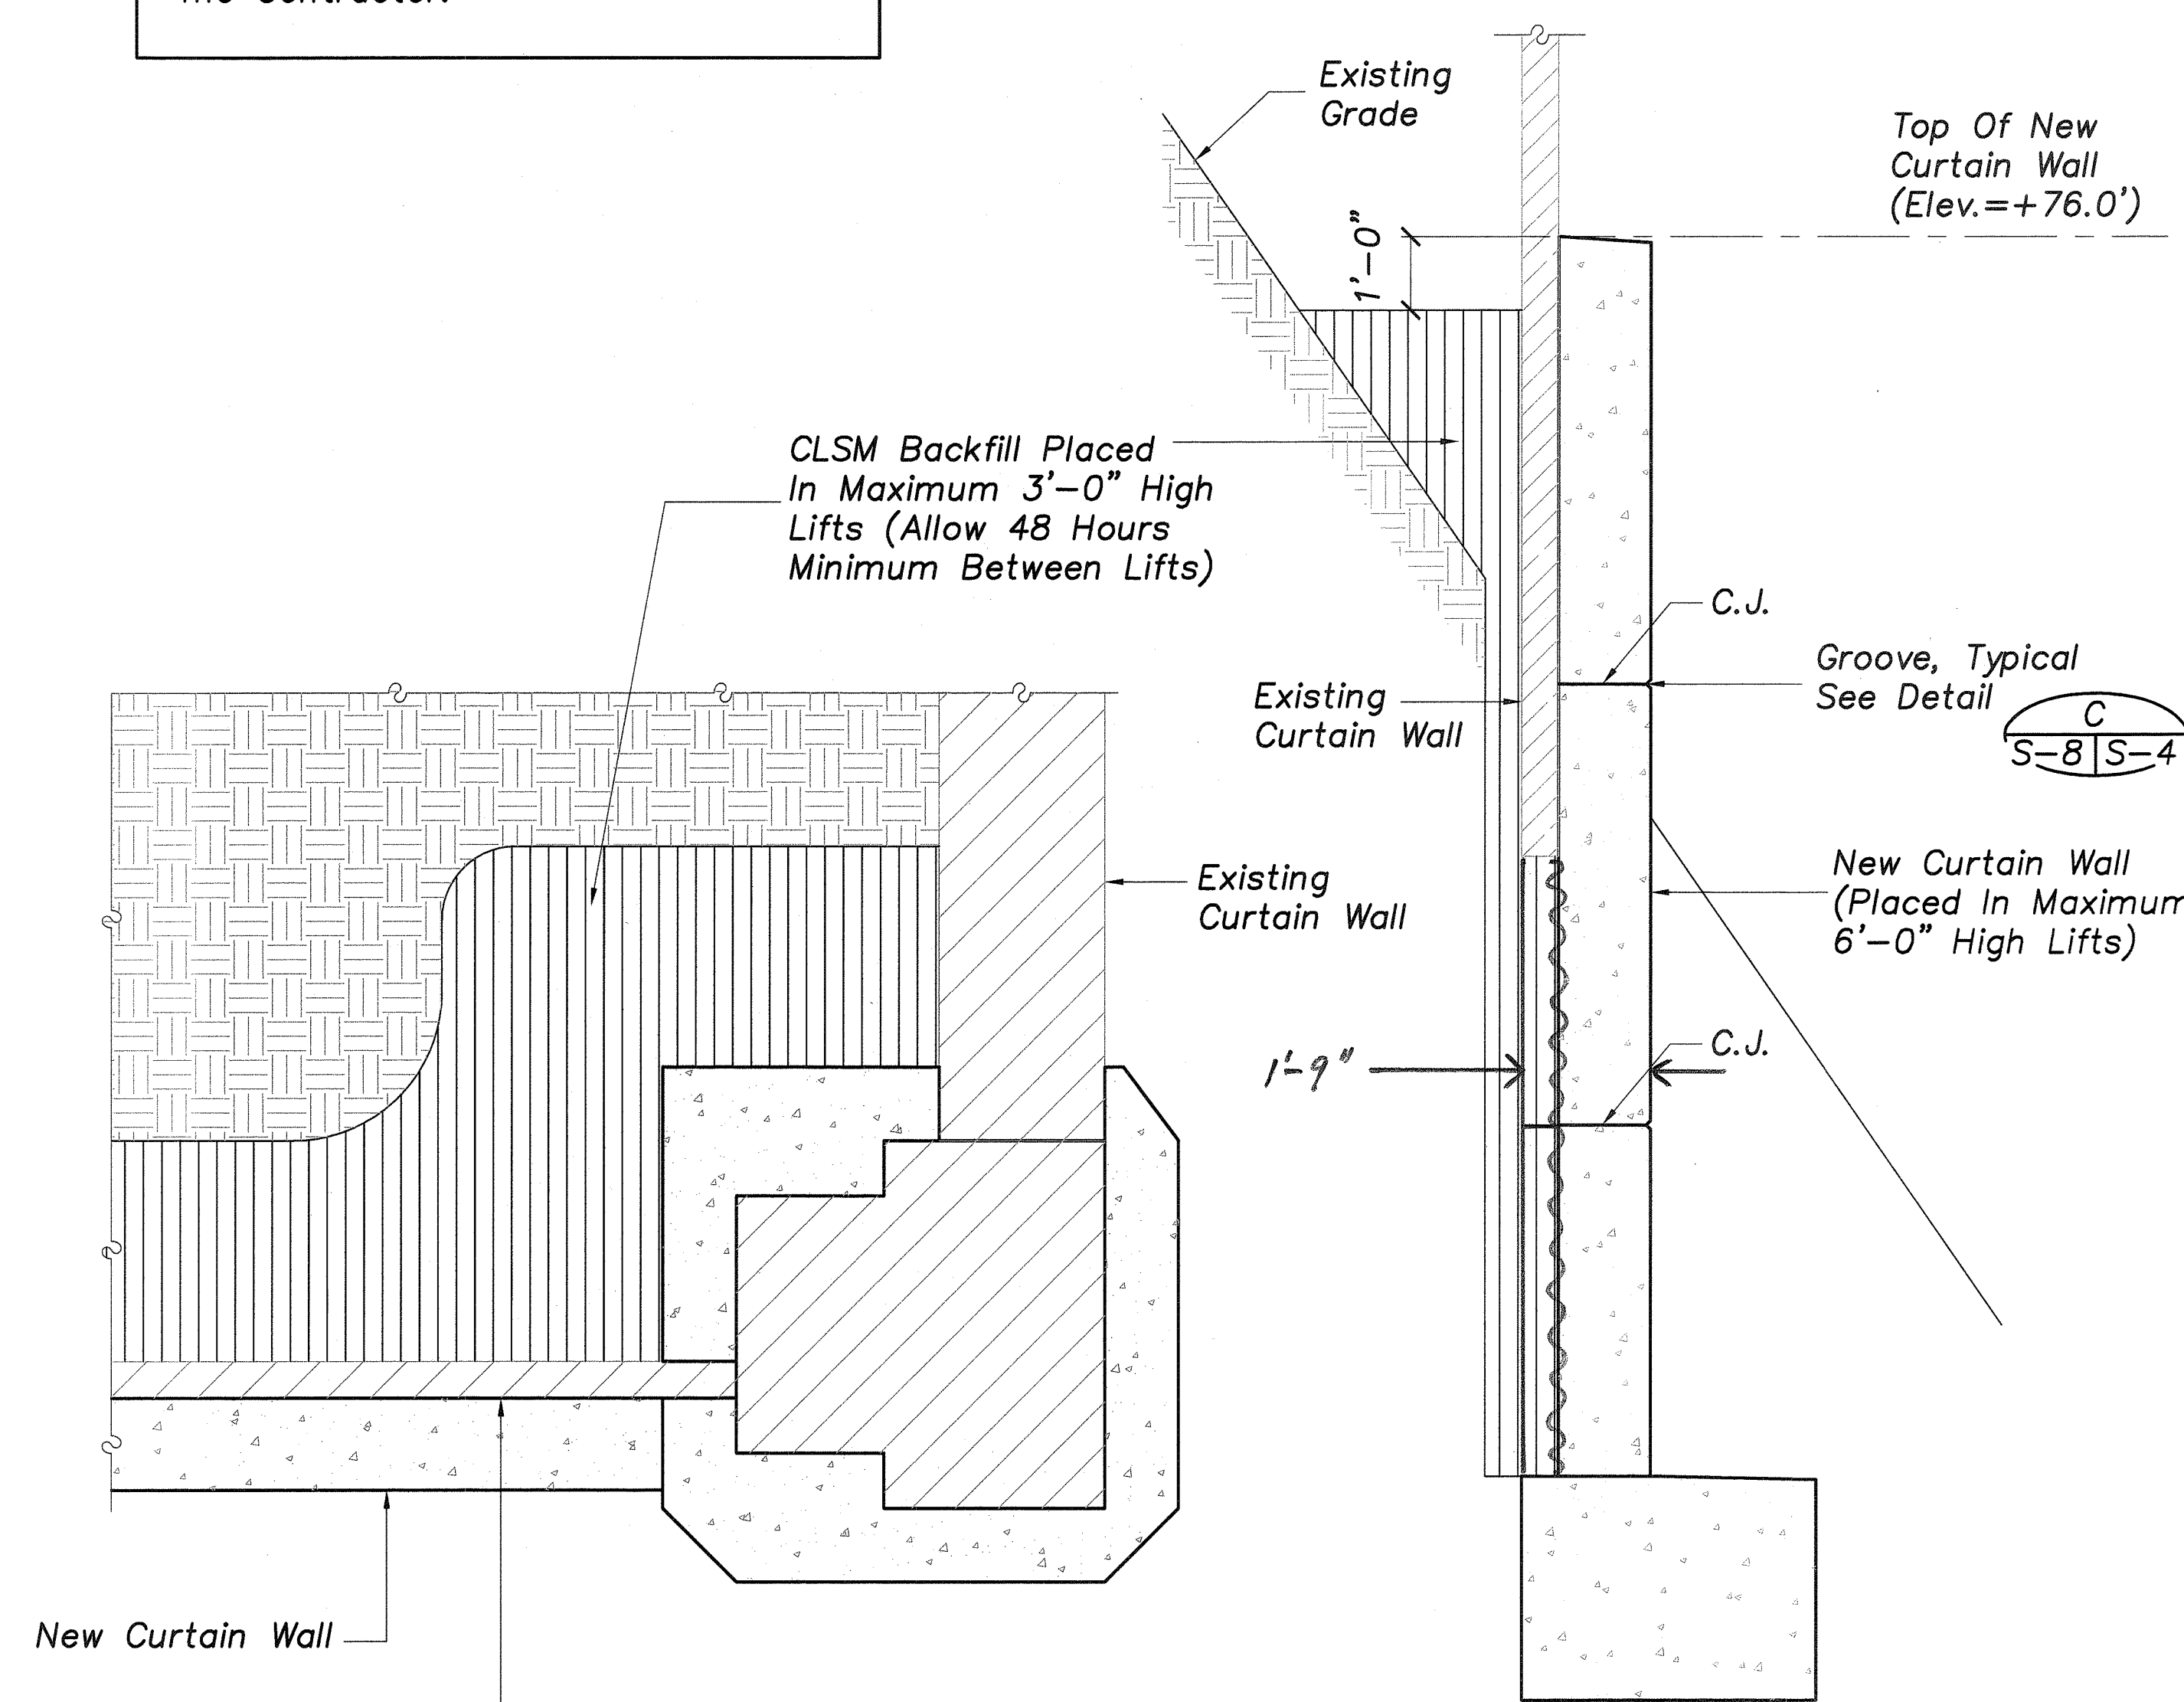 The Contractor.
Existing
Grade
Top Of New
Curtain Wall
(Elev.=+76.0')
1'-0"
CLSM Backfill Placed
In Maximum 3'-0" High
Lifts (Allow 48 Hours
Minimum Between Lifts)
C.J.
Groove, Typical
See Detail
C
S-8 S-4
Existing
Curtain Wall
New Curtain Wall
(Placed In Maximum
6'-0" High Lifts)
Existing
Curtain Wall
C.J.
1'-9"
New Curtain Wall